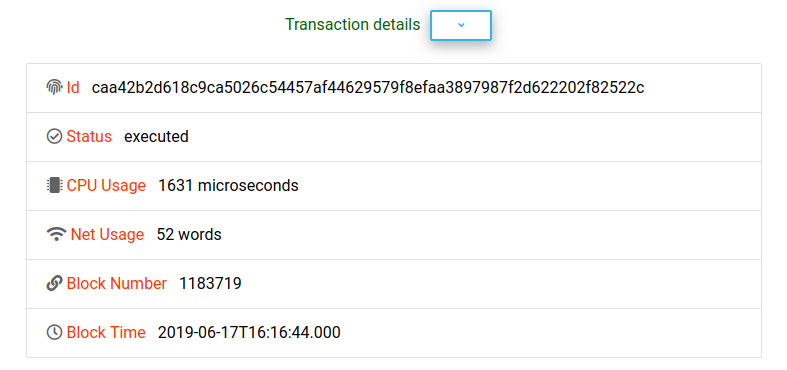 Transaction details
Id caa42b2d618c9ca5026c54457af44629579f8efaa3897987f2d622202f82522c
Status executed
CPU Usage 1631 microseconds
Net Usage 52 words
Block Number 1183719
Block Time 2019-06-17T16:16:44.000